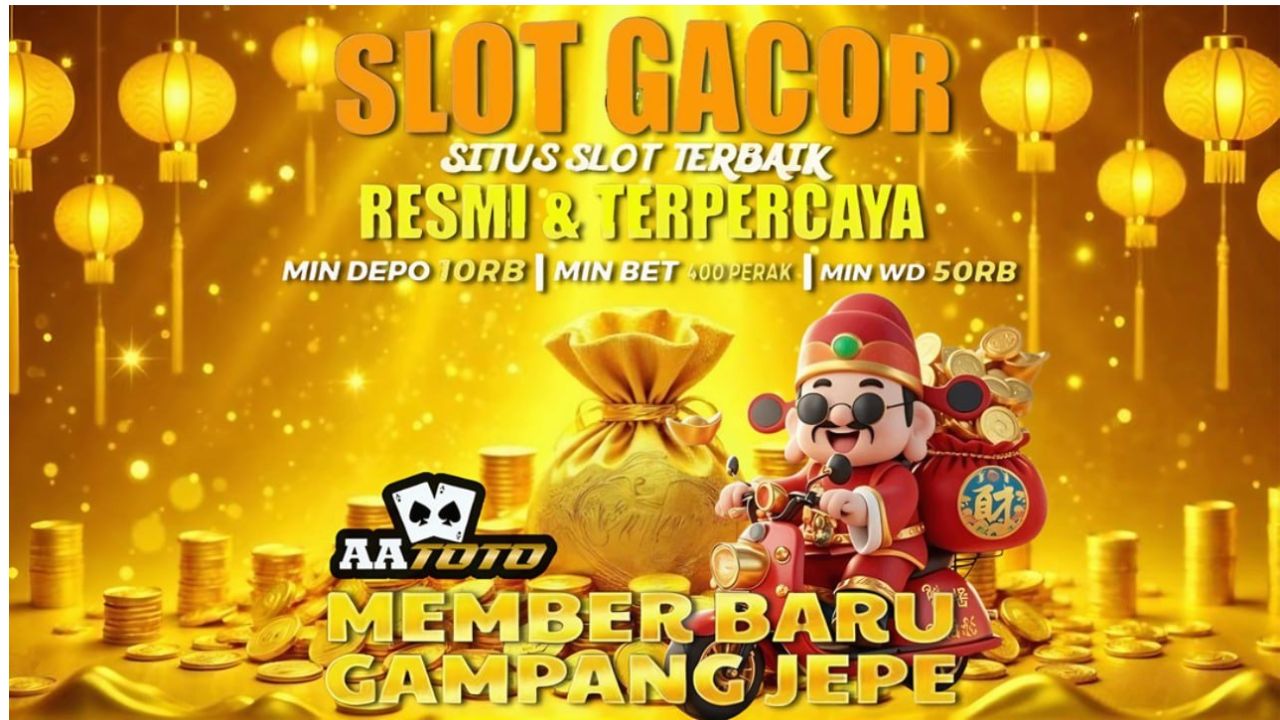 SLOT GACOR
SITUS SLOT TERBAIK
RESMI & TERPERCAYA
MIN DEPO 10RB | MIN BET 400 PERAK | MIN WD 50RB
財
AATOTO
MEMBER BARU
GAMPANG JEPE